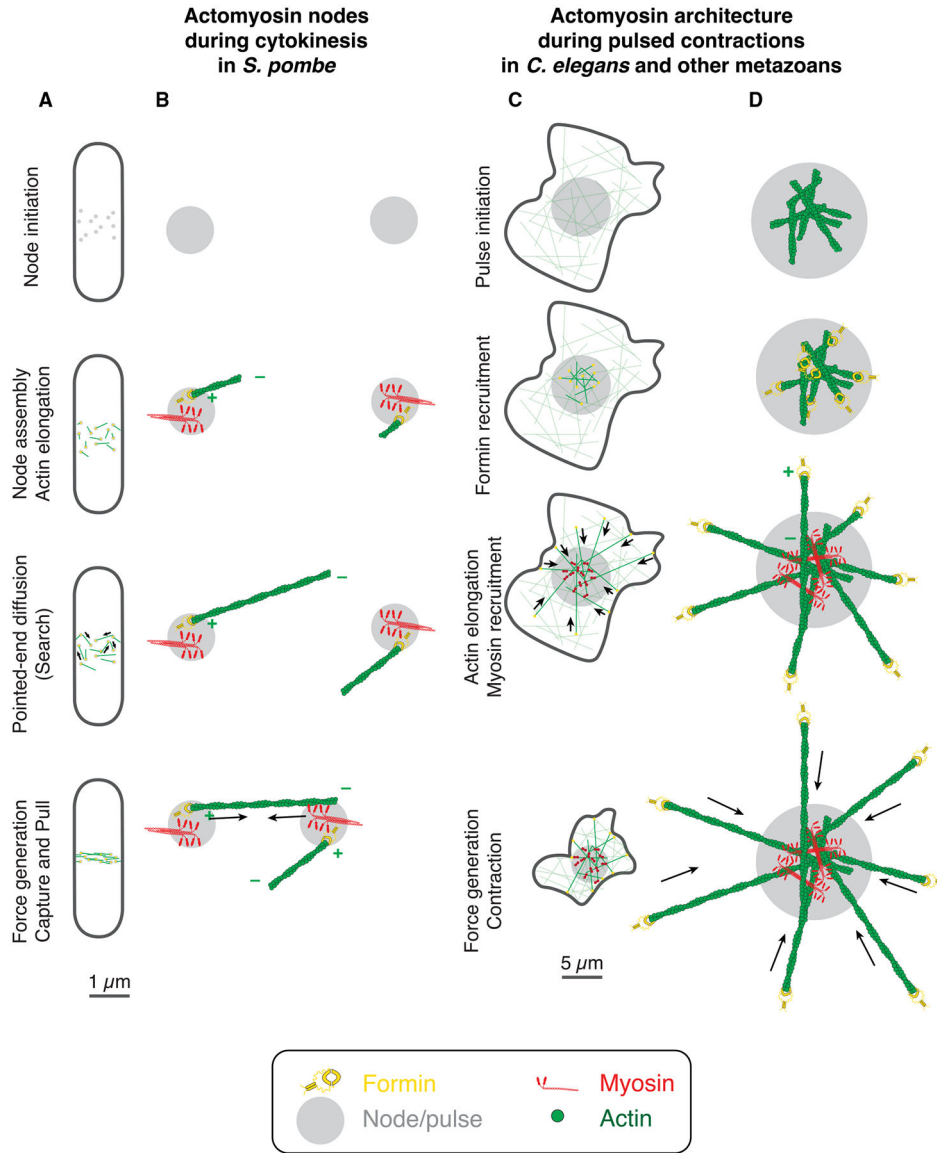 Actomyosin nodes
during cytokinesis
in S. pombe
Actomyosin architecture
during pulsed contractions
in C. elegans and other metazoans
A
B
C
D
Node initiation
Pulse initiation
Node assembly
Actin elongation
–
+
Formin recruitment
Pointed-end diffusion
(Search)
–
+
Actin elongation
Myosin recruitment
+
–
Force generation
Capture and Pull
–
+
+
–
Force generation
Contraction
1 µm
5 µm
Formin
Myosin
Node/pulse
Actin